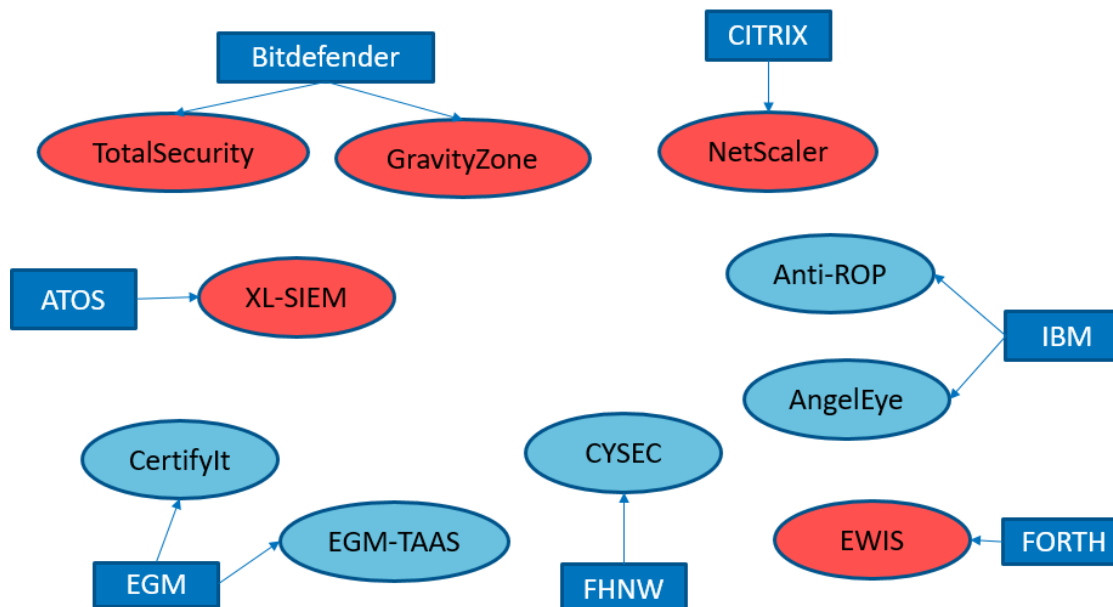 CITRIX
Bitdefender
TotalSecurity
GravityZone
NetScaler
Anti-ROP
ATOS
XL-SIEM
IBM
AngelEye
CertifyIt
CYSEC
EGM-TAAS
EWIS
FORTH
EGM
FHNW